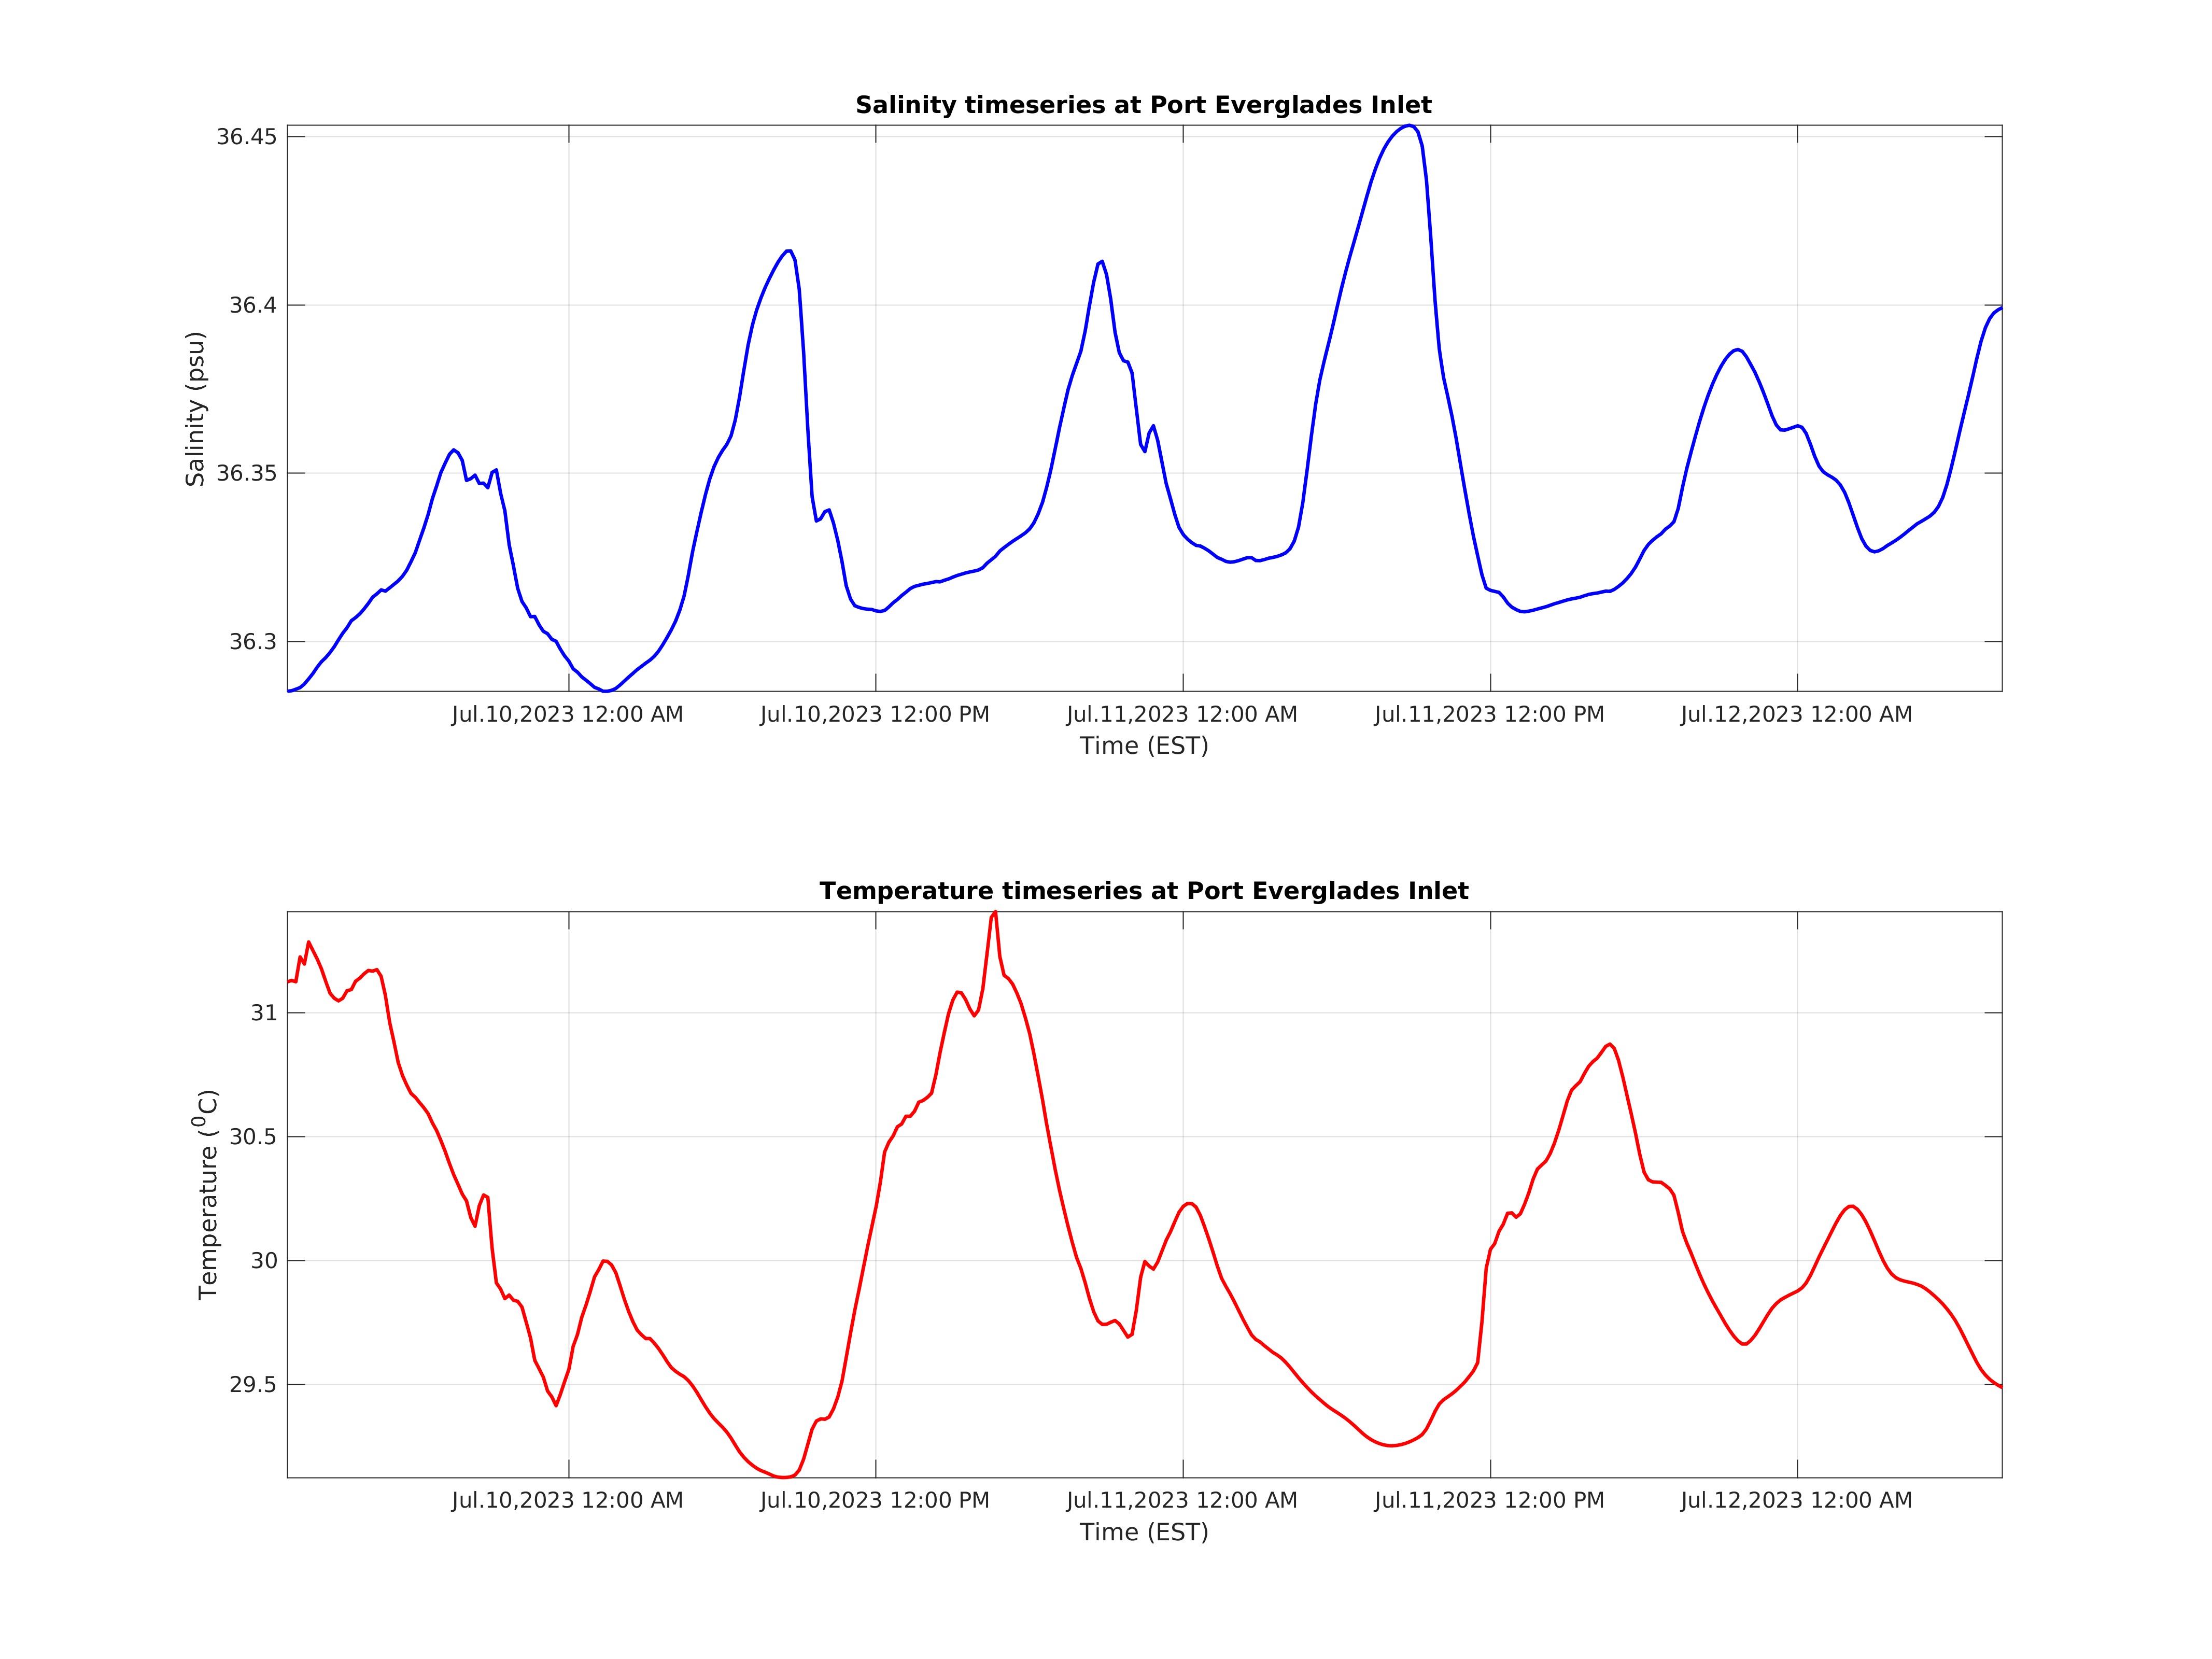 Salinity timeseries at Port Everglades Inlet
Salinity (psu)
36.45
36.4
36.35
36.3
Jul.10,2023 12:00 AM
Jul.10,2023 12:00 PM
Jul.11,2023 12:00 AM
Jul.11,2023 12:00 PM
Jul.12,2023 12:00 AM
Time (EST)
Temperature timeseries at Port Everglades Inlet
Temperature (⁰C)
31
30.5
30
29.5
Jul.10,2023 12:00 AM
Jul.10,2023 12:00 PM
Jul.11,2023 12:00 AM
Jul.11,2023 12:00 PM
Jul.12,2023 12:00 AM
Time (EST)